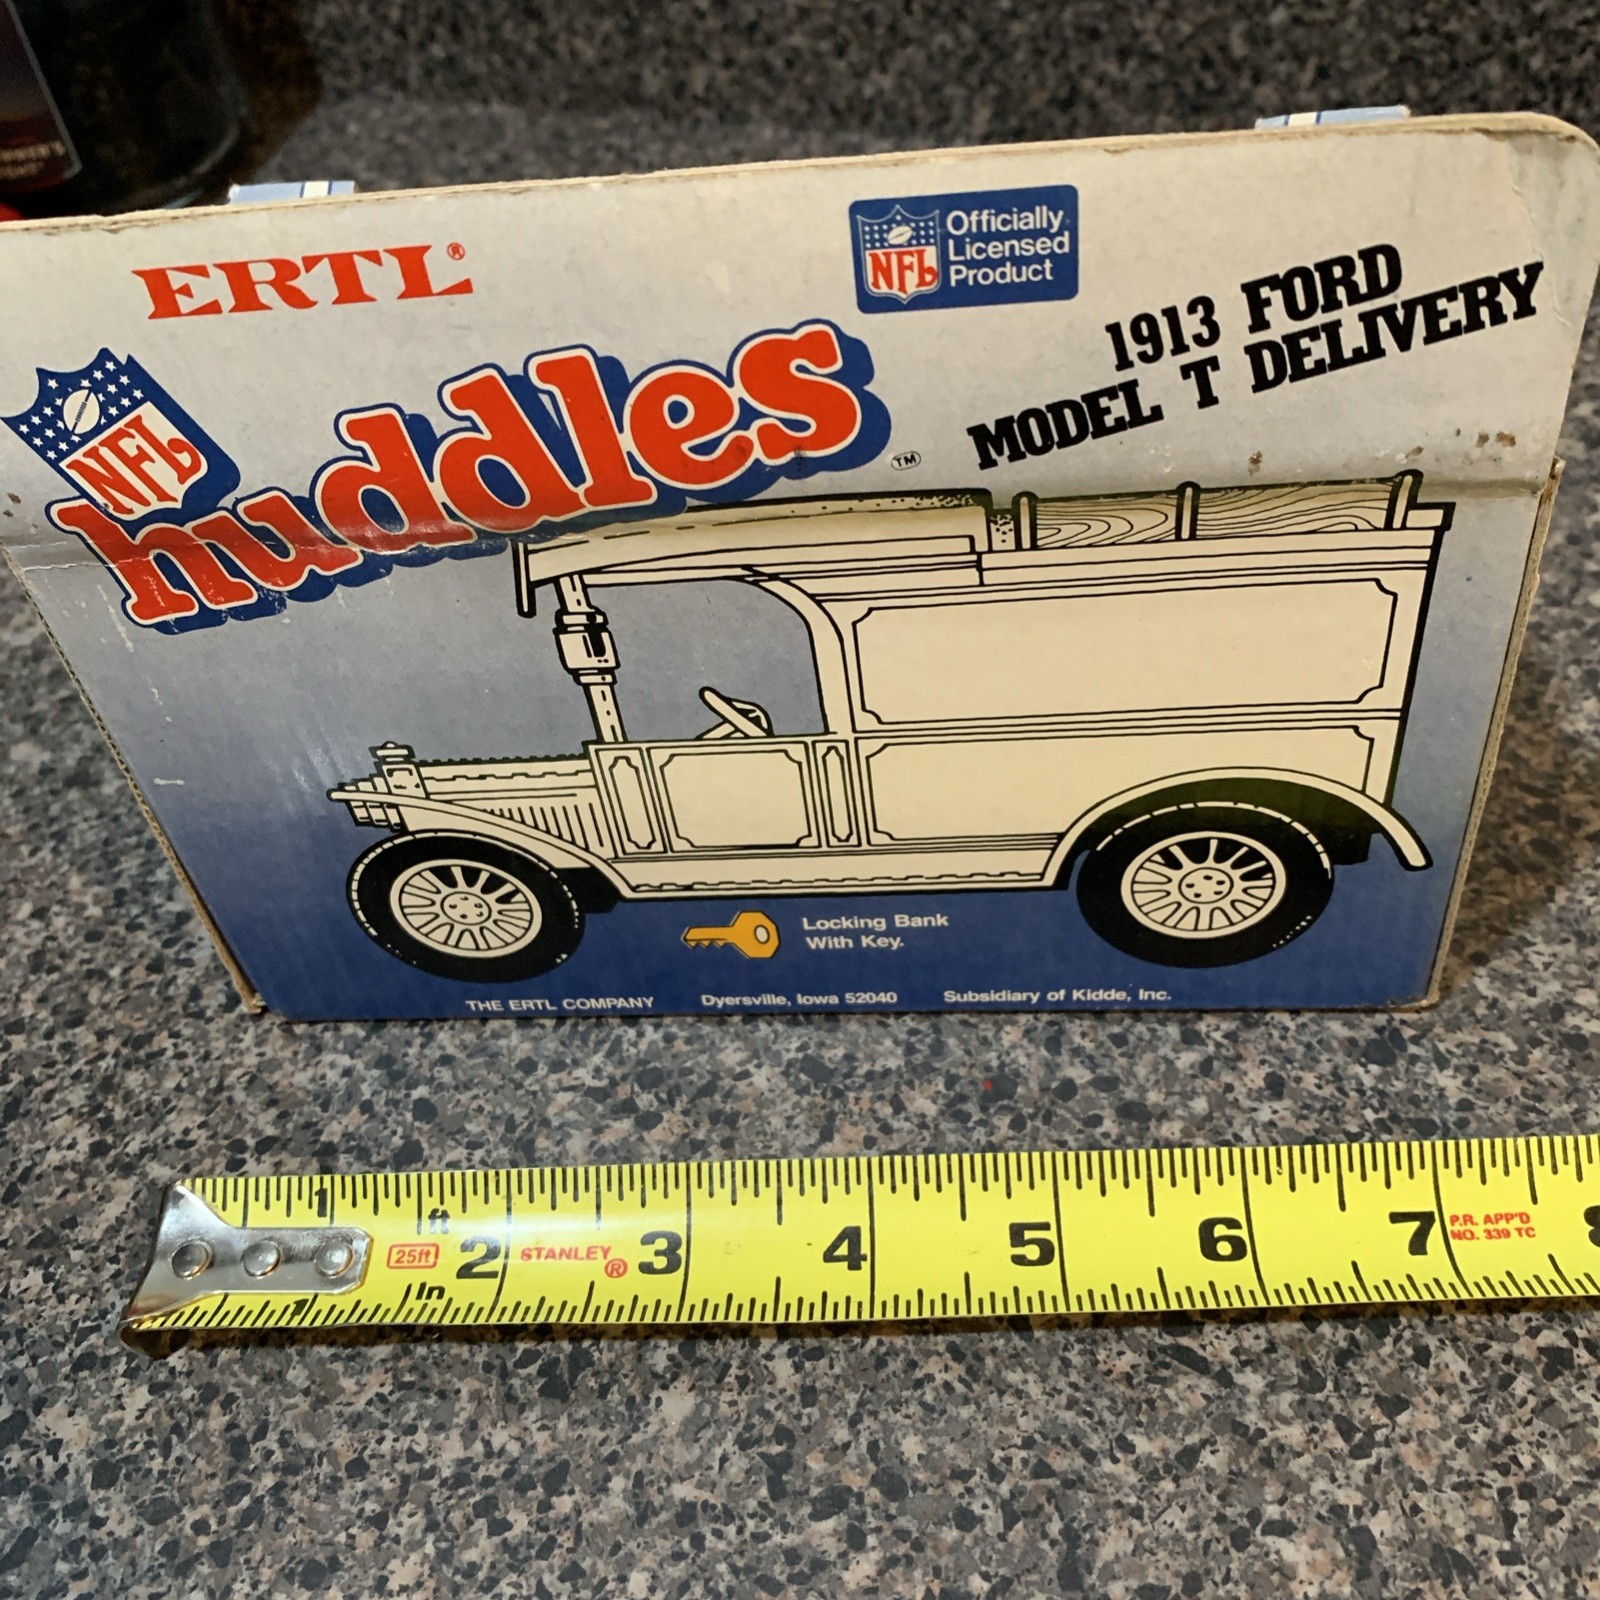 ERTL®
NFL
Officially
Licensed
Product
NFL
huddles
TM
1913 FORD
MODEL T DELIVERY
Locking Bank
With Key.
THE ERTL COMPANY Dyersville, Iowa 52040 Subsidiary of Kidde, Inc.
1 ft 2 3 4 5 6 7 8
25ft STANLEY®
P.R. APP'D
NO. 339 TC
1 In